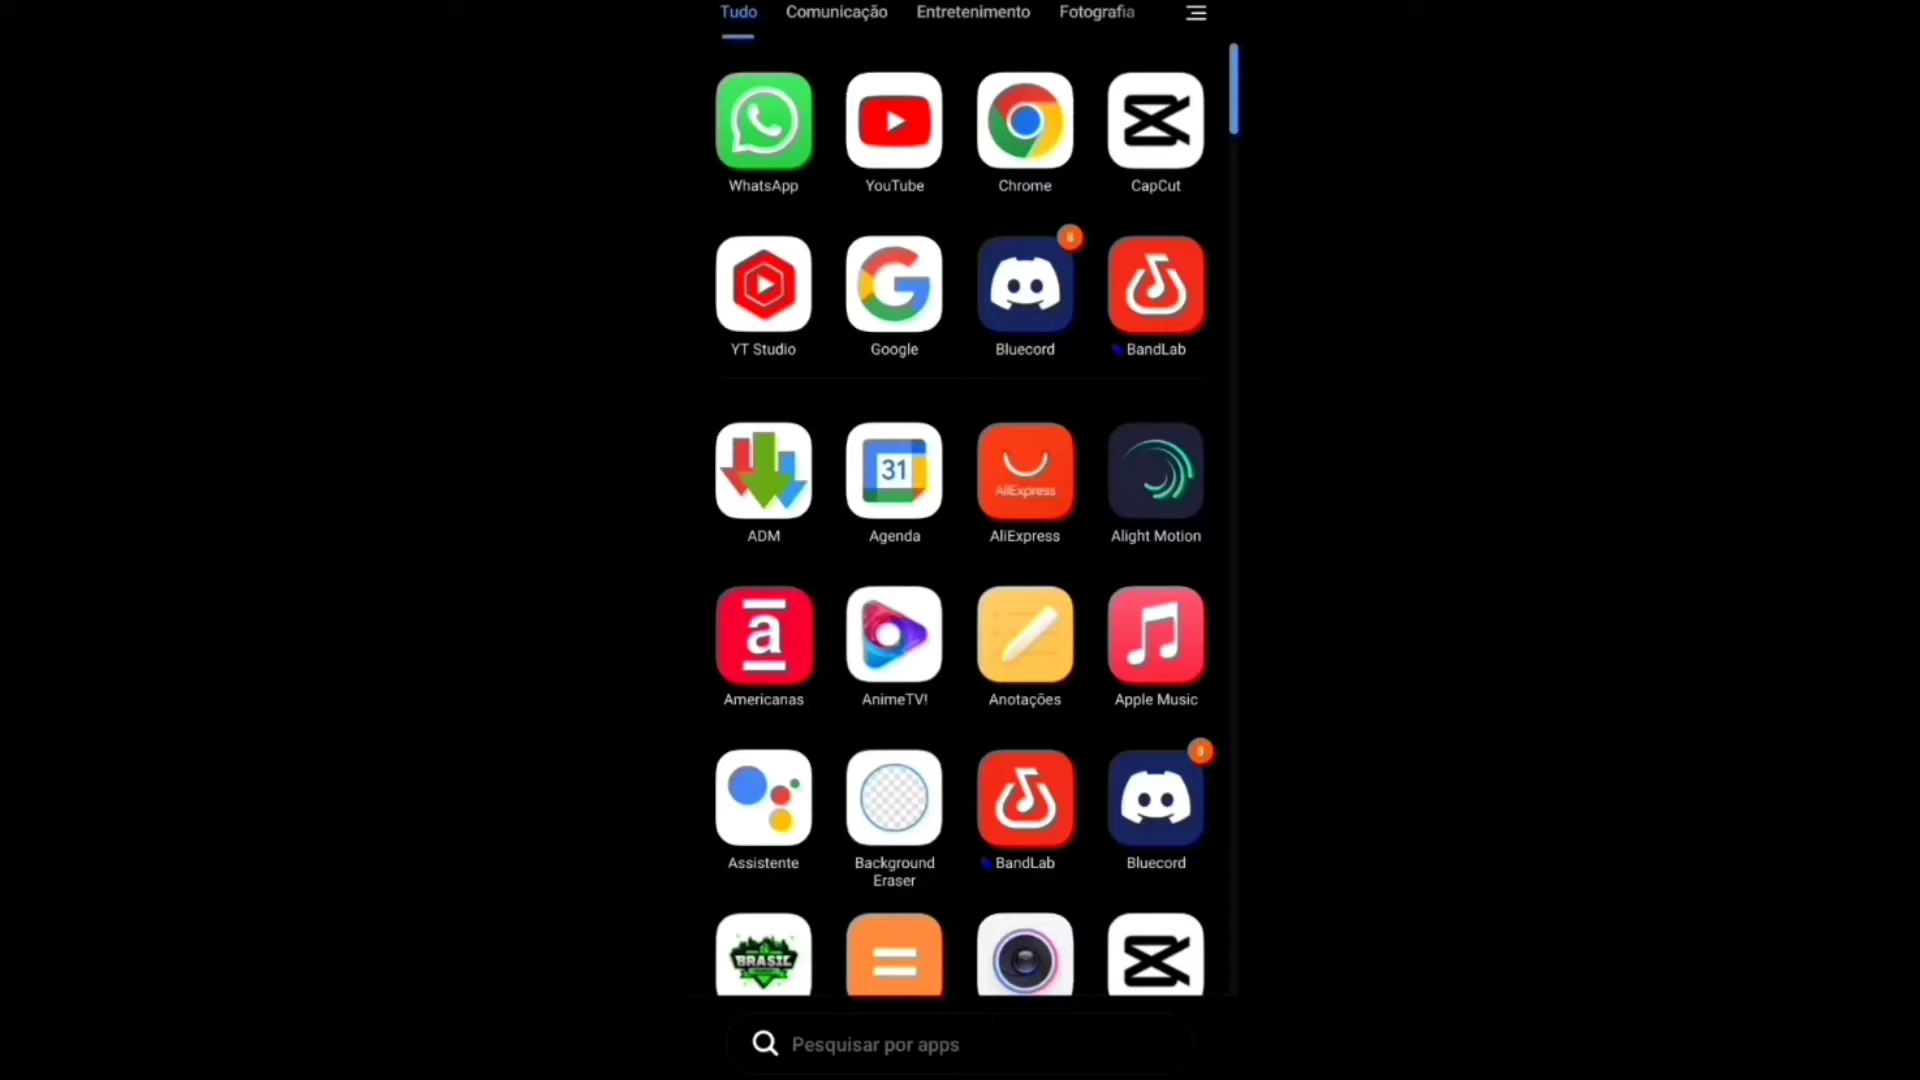 Tudo Comunicação Entretenimento Fotografia
WhatsApp YouTube Chrome CapCut
YT Studio Google Bluecord BandLab
31
AliExpress
ADM Agenda AliExpress Alight Motion
a
Americanas AnimeTV! Anotações Apple Music
Assistente Background Eraser BandLab Bluecord
BRASIL
Pesquisar por apps